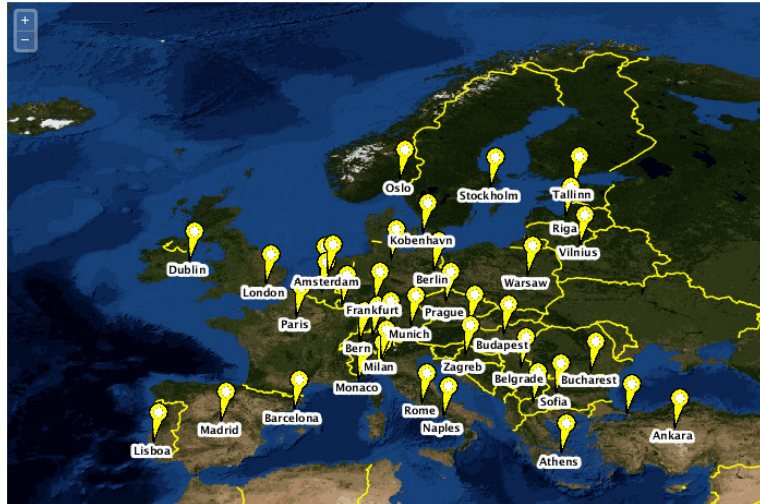 +
−
Oslo
Stockholm
Tallinn
Riga
Kobenhavn
Vilnius
Dublin
Amsterdam
London
Berlin
Warsaw
Frankfurt
Prague
Paris
Munich
Bern
Budapest
Milan
Zagreb
Monaco
Belgrade
Bucharest
Sofia
Barcelona
Rome
Madrid
Naples
Lisboa
Ankara
Athens